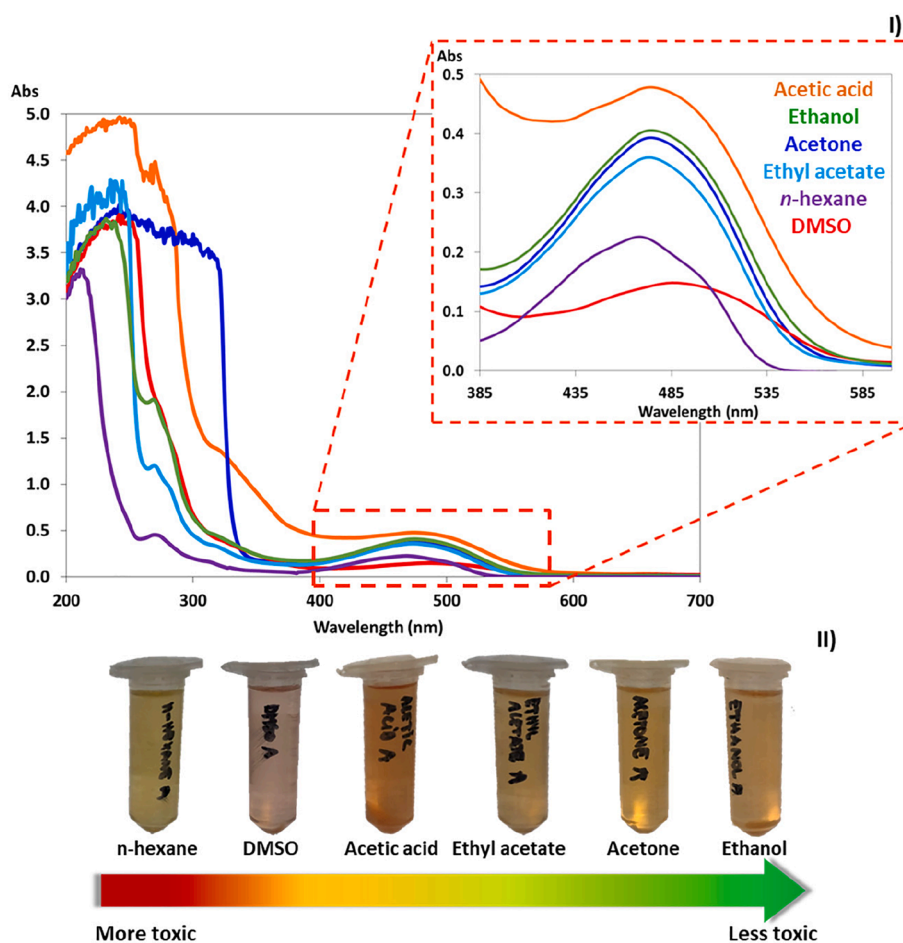 I)
Abs
0.5
0.4
0.3
0.2
0.1
0.0
385 435 485 535 585
Wavelength (nm)
Acetic acid
Ethanol
Acetone
Ethyl acetate
n-hexane
DMSO
Abs
5.0
4.5
4.0
3.5
3.0
2.5
2.0
1.5
1.0
0.5
0.0
200 300 400 500 600 700
Wavelength (nm)
II)
n-HEXANE A
DMSO A
ACETIC
ACID A
ETHYL
ACETATE A
ACETONE A
ETHANOL A
n-hexane DMSO Acetic acid Ethyl acetate Acetone Ethanol
More toxic Less toxic